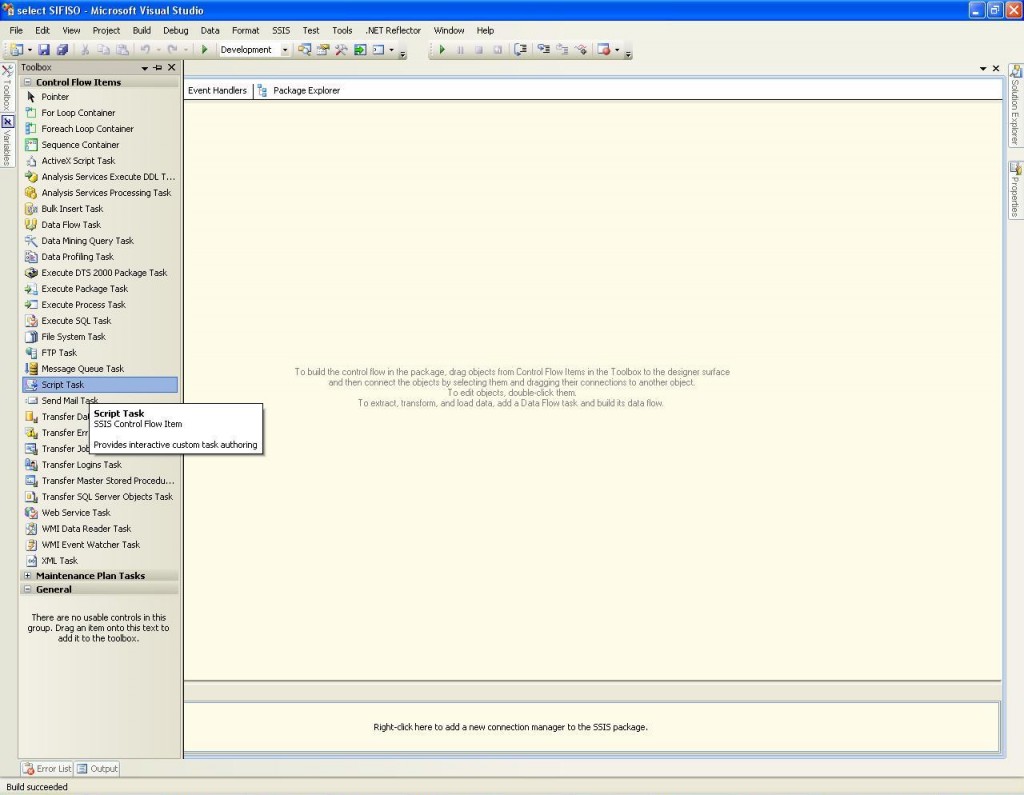 select SIFISO - Microsoft Visual Studio
File Edit View Project Build Debug Data Format SSIS Test Tools .NET Reflector Window Help
Development
Toolbox
Toolbox
Variables
Control Flow Items
Pointer
For Loop Container
Foreach Loop Container
Sequence Container
ActiveX Script Task
Analysis Services Execute DDL T...
Analysis Services Processing Task
Bulk Insert Task
Data Flow Task
Data Mining Query Task
Data Profiling Task
Execute DTS 2000 Package Task
Execute Package Task
Execute Process Task
Execute SQL Task
File System Task
FTP Task
Message Queue Task
Script Task
Send Mail Task
Transfer Da
Transfer Err
Transfer Job
Transfer Logins Task
Transfer Master Stored Procedu...
Transfer SQL Server Objects Task
Web Service Task
WMI Data Reader Task
WMI Event Watcher Task
XML Task
Maintenance Plan Tasks
General
There are no usable controls in this
group. Drag an item onto this text to
add it to the toolbox.
Script Task
SSIS Control Flow Item
Provides interactive custom task authoring
Event Handlers Package Explorer
To build the control flow in the package, drag objects from Control Flow Items in the Toolbox to the designer surface
and then connect the objects by selecting them and dragging their connections to another object.
To edit objects, double-click them.
To extract, transform, and load data, add a Data Flow task and build its data flow.
Right-click here to add a new connection manager to the SSIS package.
Solution Explorer
Properties
Error List Output
Build succeeded